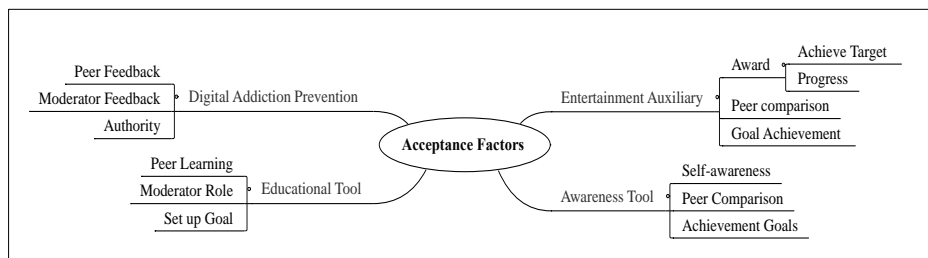 Peer Feedback
Moderator Feedback
Authority
Digital Addiction Prevention
Peer Learning
Moderator Role
Set up Goal
Educational Tool
Acceptance Factors
Entertainment Auxiliary
Award
Achieve Target
Progress
Peer comparison
Goal Achievement
Awareness Tool
Self-awareness
Peer Comparison
Achievement Goals